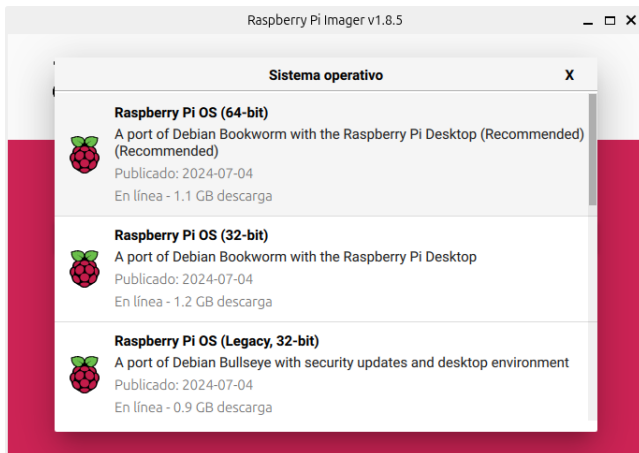 Raspberry Pi Imager v1.8.5
Sistema operativo
X
Raspberry Pi OS (64-bit)
A port of Debian Bookworm with the Raspberry Pi Desktop (Recommended)
(Recommended)
Publicado: 2024-07-04
En línea - 1.1 GB descarga
Raspberry Pi OS (32-bit)
A port of Debian Bookworm with the Raspberry Pi Desktop
Publicado: 2024-07-04
En línea - 1.2 GB descarga
Raspberry Pi OS (Legacy, 32-bit)
A port of Debian Bullseye with security updates and desktop environment
Publicado: 2024-07-04
En línea - 0.9 GB descarga